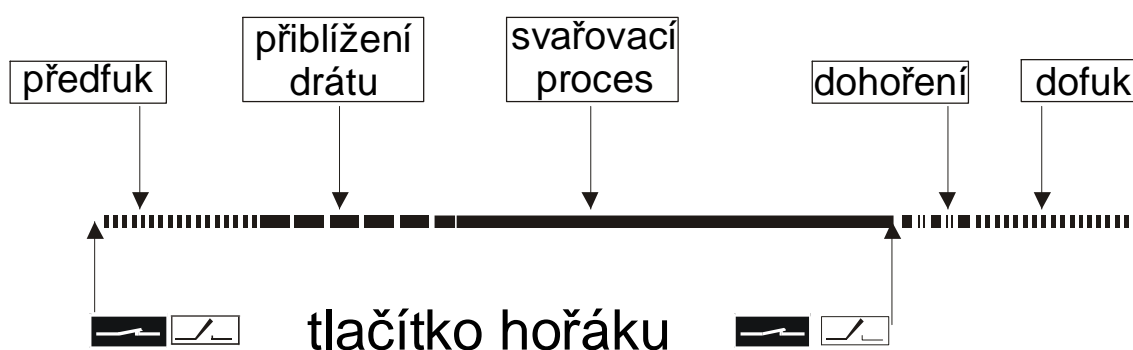 předfuk
přiblížení
drátu
svařovací
proces
dohoření
dofuk
tlačítko hořáku